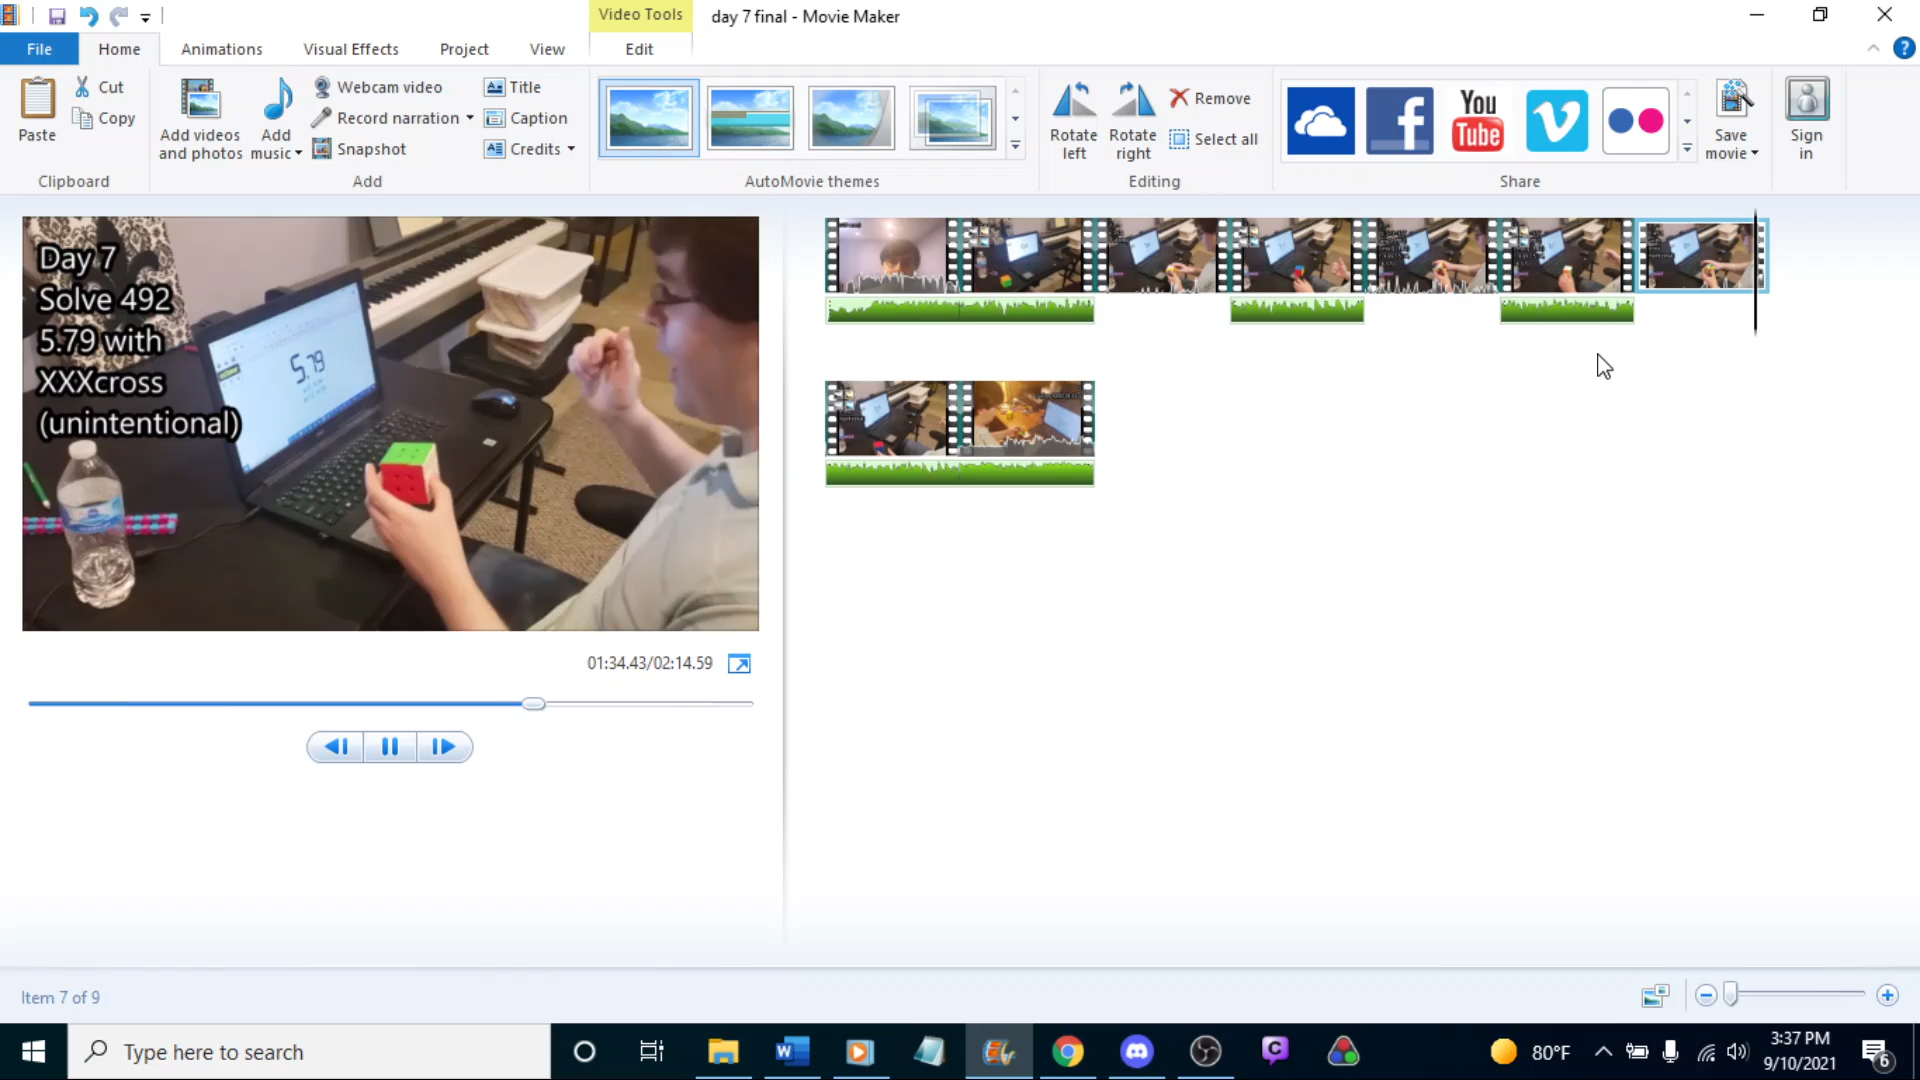 Video Tools
day 7 final - Movie Maker
File
Home
Animations
Visual Effects
Project
View
Edit
Paste
Cut
Copy
Clipboard
Add videos
and photos
Add
music
Webcam video
Record narration
Snapshot
Title
Caption
Credits
Add
AutoMovie themes
Rotate
left
Rotate
right
Remove
Select all
Editing
You
Tube
Share
Save
movie
Sign
in
Day 7
Solve 492
5.79 with
XXXcross
(unintentional)
5.79
01:34.43/02:14.59
Item 7 of 9
Type here to search
80°F
3:37 PM
9/10/2021
6